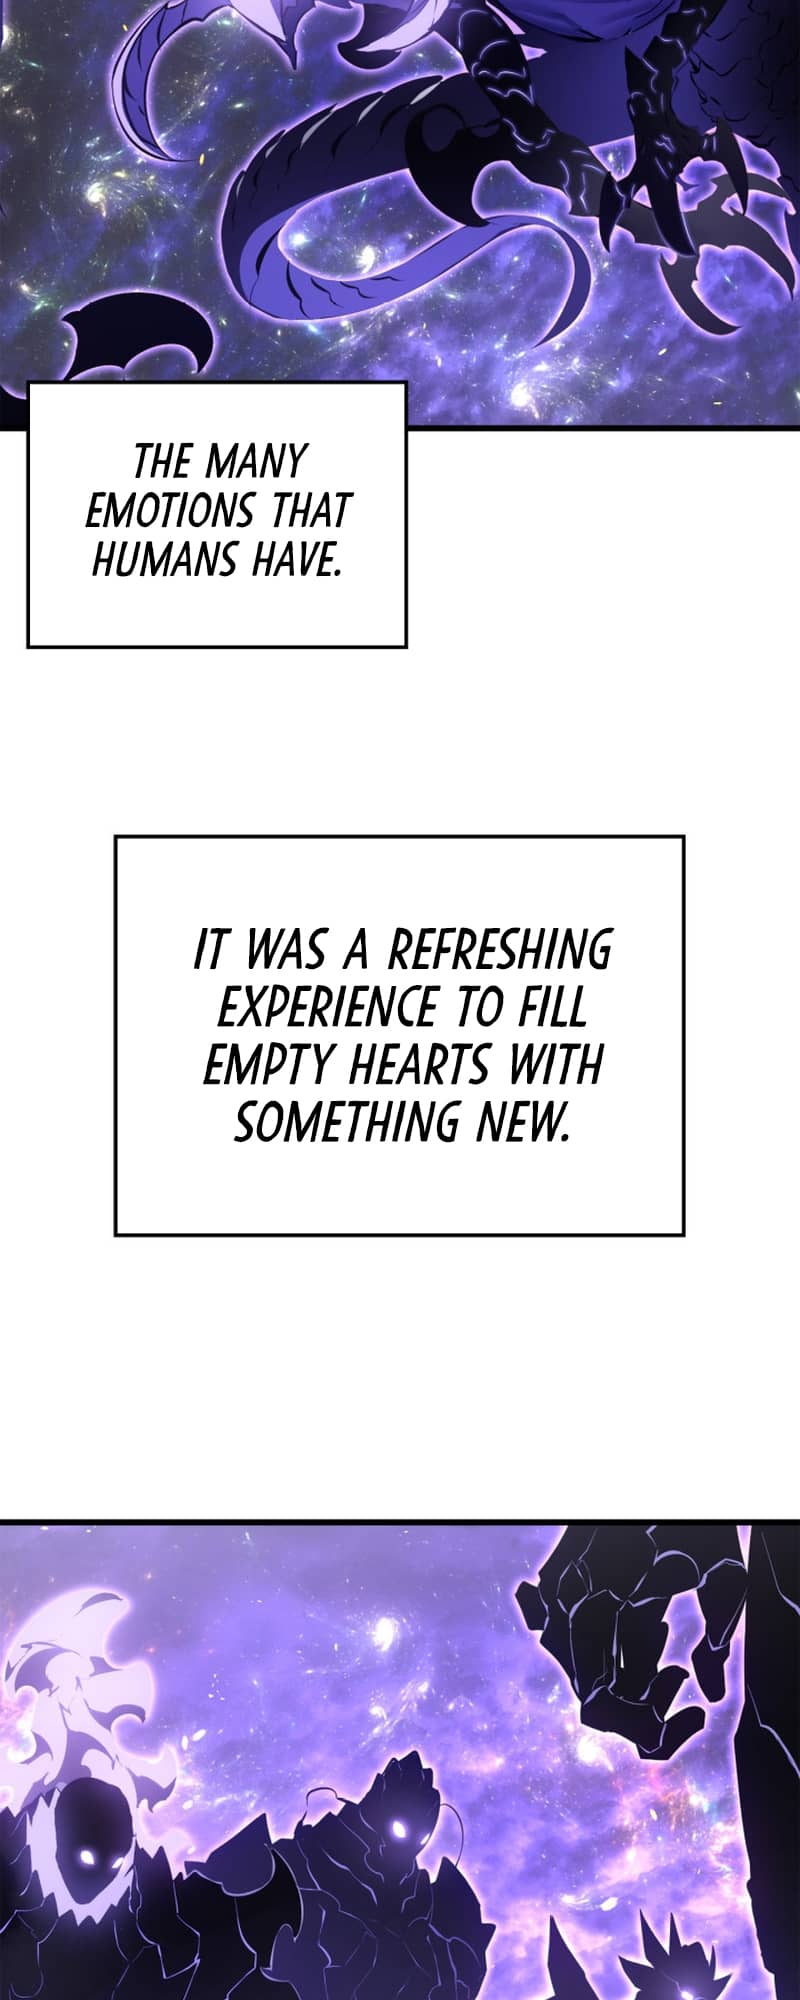 THE MANY
EMOTIONS THAT
HUMANS HAVE.
IT WAS A REFRESHING
EXPERIENCE TO FILL
EMPTY HEARTS WITH
SOMETHING NEW.